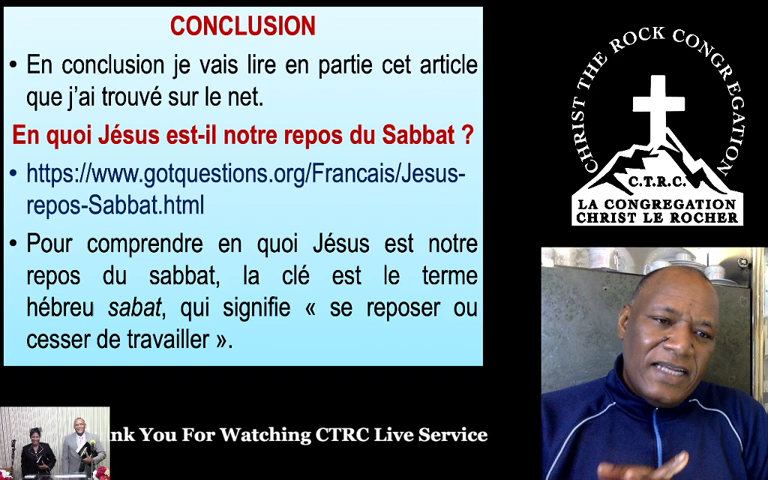 CONCLUSION
• En conclusion je vais lire en partie cet article
que j'ai trouvé sur le net.
En quoi Jésus est-il notre repos du Sabbat ?
• https://www.gotquestions.org/Francais/Jesus-
repos-Sabbat.html
• Pour comprendre en quoi Jésus est notre
repos du sabbat, la clé est le terme
hébreu sabat, qui signifie « se reposer ou
cesser de travailler ».
CHRIST THE ROCK CONGREGATION
C.T.R.C.
LA CONGREGATION
CHRIST LE ROCHER
nk You For Watching CTRC Live Service